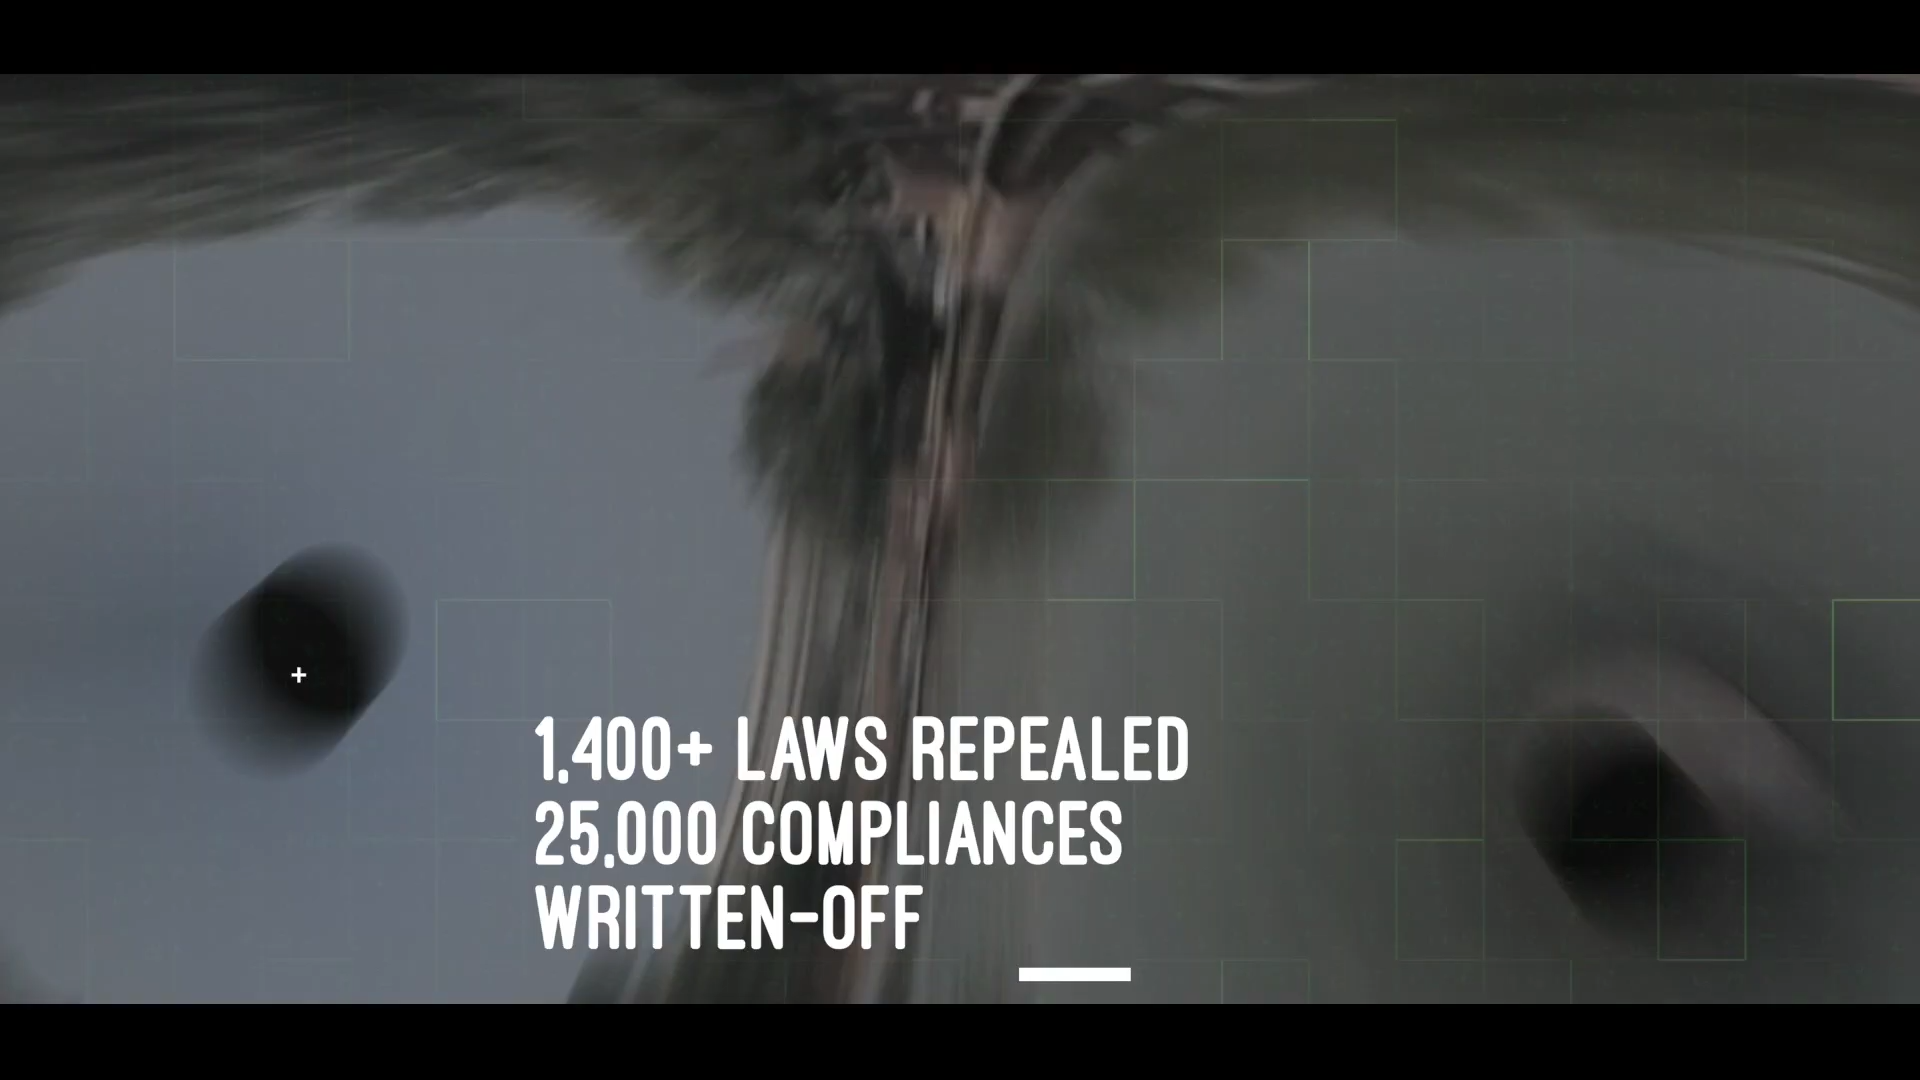 1,400+ LAWS REPEALED
25,000 COMPLIANCES
WRITTEN-OFF